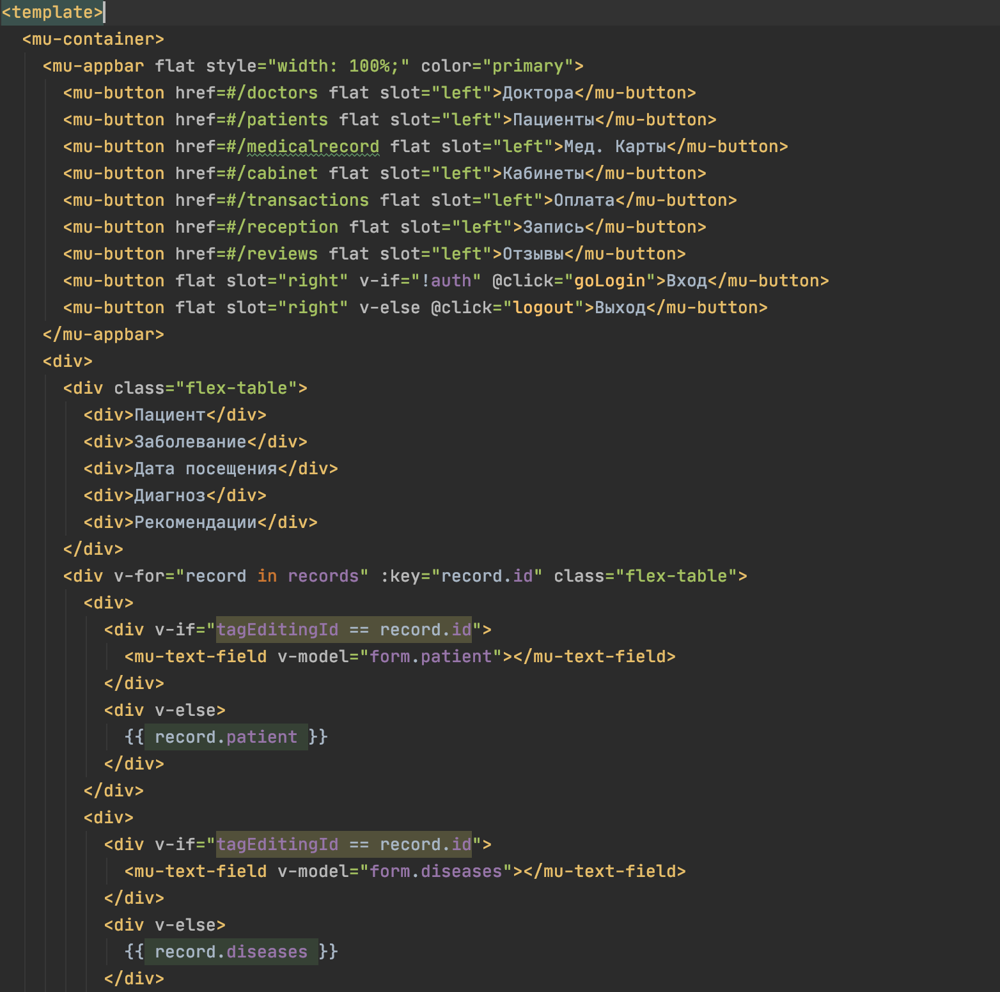 <template>
<mu-container>
<mu-appbar flat style="width: 100%;" color="primary">
<mu-button href=#/doctors flat slot="left">Доктора</mu-button>
<mu-button href=#/patients flat slot="left">Пациенты</mu-button>
<mu-button href=#/medicalrecord flat slot="left">Мед. Карты</mu-button>
<mu-button href=#/cabinet flat slot="left">Кабинеты</mu-button>
<mu-button href=#/transactions flat slot="left">Оплата</mu-button>
<mu-button href=#/reception flat slot="left">Запись</mu-button>
<mu-button href=#/reviews flat slot="left">Отзывы</mu-button>
<mu-button flat slot="right" v-if="!auth" @click="goLogin">Вход</mu-button>
<mu-button flat slot="right" v-else @click="logout">Выход</mu-button>
</mu-appbar>
<div>
<div class="flex-table">
<div>Пациент</div>
<div>Заболевание</div>
<div>Дата посещения</div>
<div>Диагноз</div>
<div>Рекомендации</div>
</div>
<div v-for="record in records" :key="record.id" class="flex-table">
<div>
<div v-if="tagEditingId == record.id">
<mu-text-field v-model="form.patient"></mu-text-field>
</div>
<div v-else>
{{ record.patient }}
</div>
</div>
<div>
<div v-if="tagEditingId == record.id">
<mu-text-field v-model="form.diseases"></mu-text-field>
</div>
<div v-else>
{{ record.diseases }}
</div>